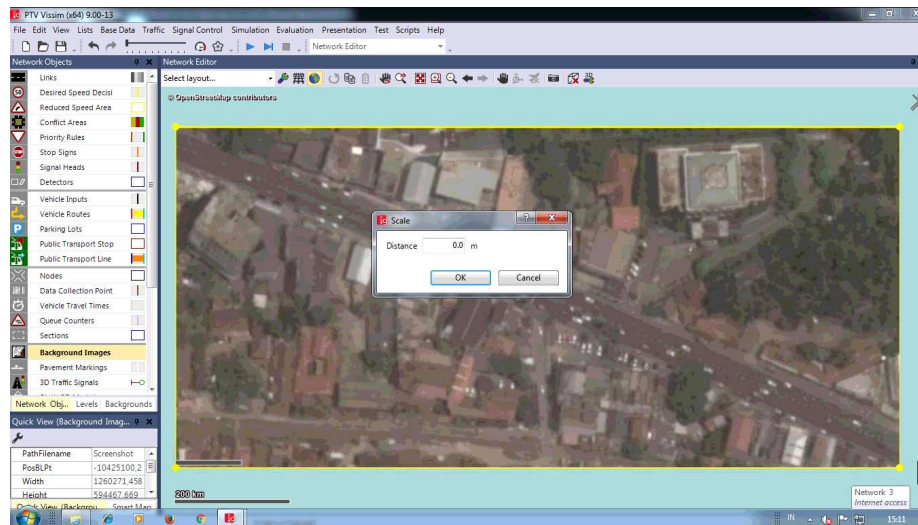 PTV Vissim (x64) 9.00-13
File Edit View Lists Base Data Traffic Signal Control Simulation Evaluation Presentation Test Scripts Help
Network Editor
Network Objects
Network Editor
Select layout...
© OpenStreetMap contributors
Links
Desired Speed Decisi
Reduced Speed Area
Conflict Areas
Priority Rules
Stop Signs
Signal Heads
Detectors
Vehicle Inputs
Vehicle Routes
Parking Lots
Public Transport Stop
Public Transport Line
Nodes
Data Collection Point
Vehicle Travel Times
Queue Counters
Sections
Background Images
Pavement Markings
3D Traffic Signals
Network Obj... Levels Backgrounds
Quick View (Background Imag...
PathFilename Screenshot
PosBLPt -10425100,2
Width 1260271,458
Height 594467.669
Quick View (Backgrou... Smart Map
Scale
Distance 0.0 m
OK Cancel
200 km
Network 3
Internet access
IN 15:11